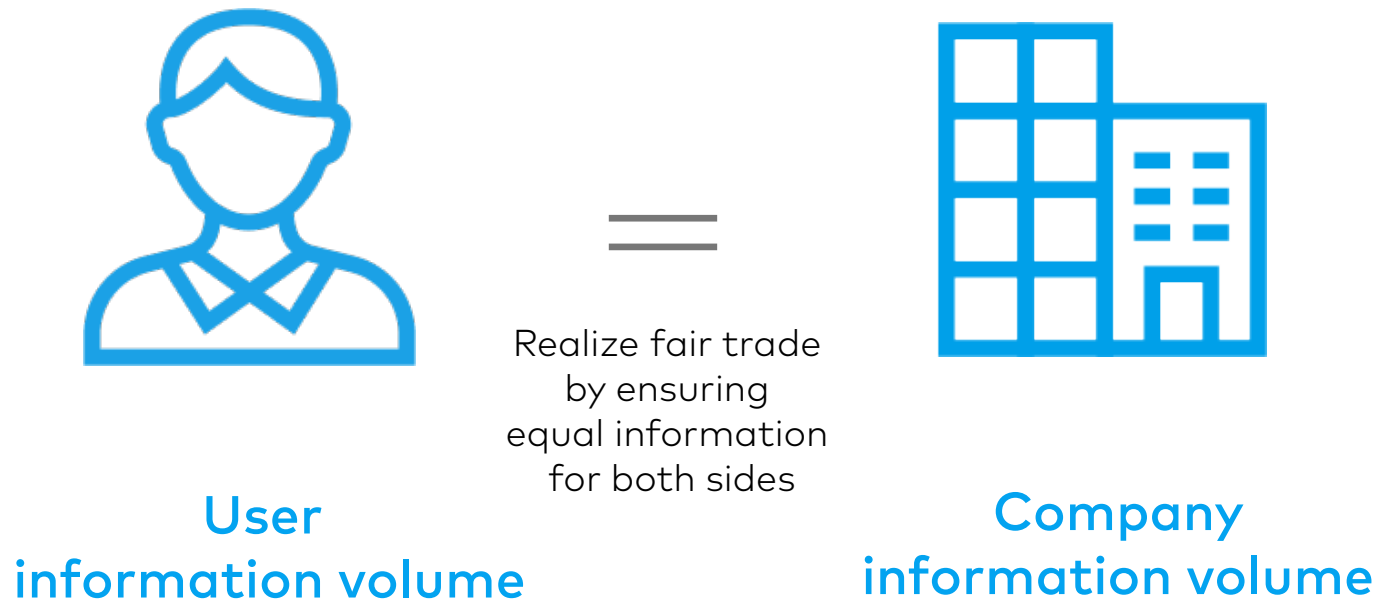 Realize fair trade
by ensuring
equal information
for both sides
User
information volume
Company
information volume